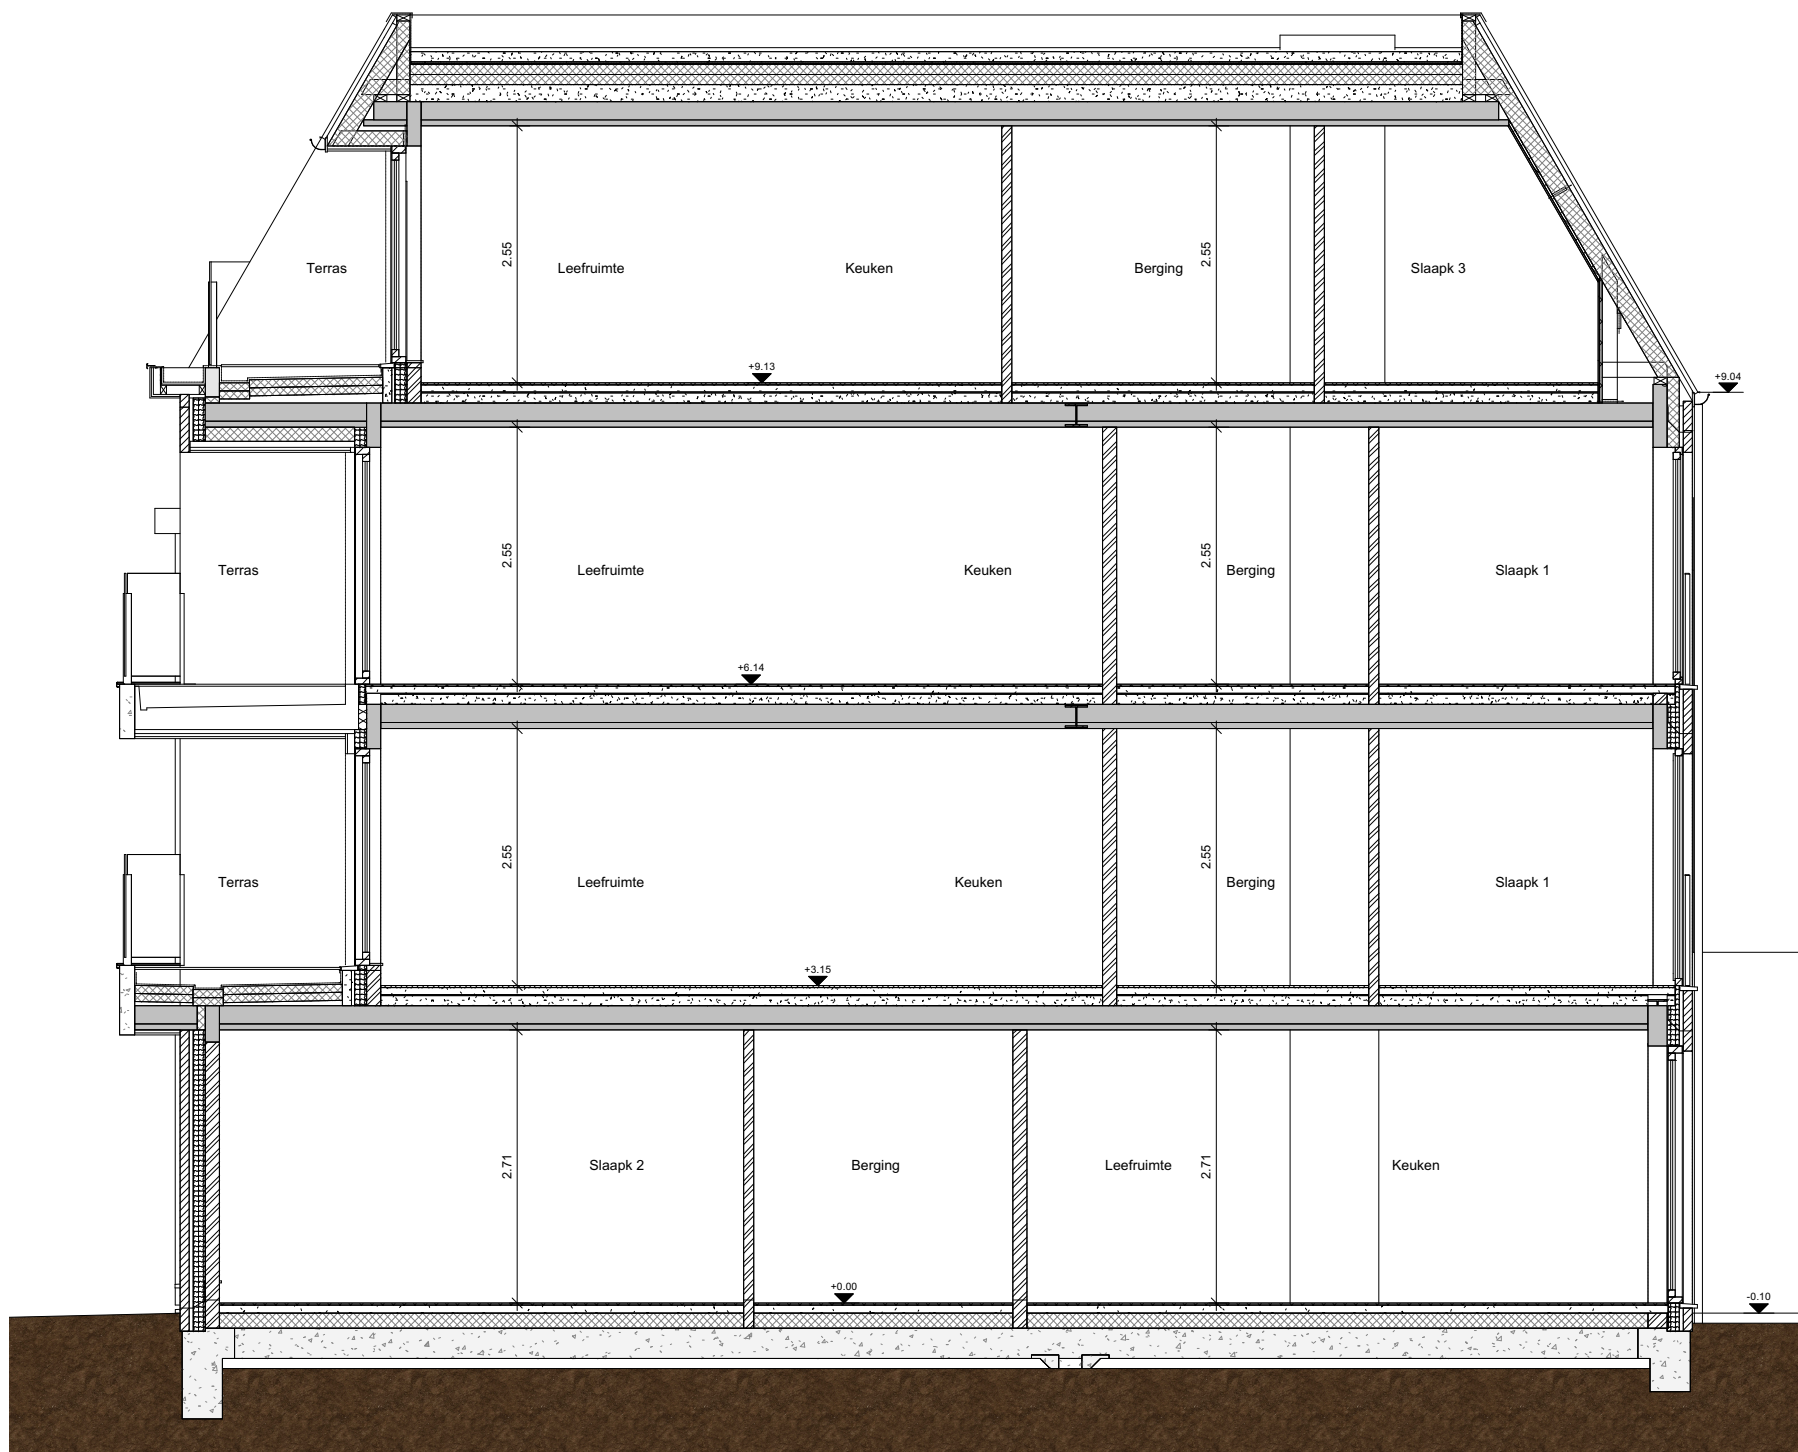 Terras
2.55
Leefruimte
Keuken
Berging
2.55
Slaapk 3
+9.13
+9.04
Terras
2.55
Leefruimte
Keuken
2.55
Berging
Slaapk 1
+6.14
Terras
2.55
Leefruimte
Keuken
2.55
Berging
Slaapk 1
+3.15
2.71
Slaapk 2
Berging
Leefruimte
2.71
Keuken
+0.00
-0.10